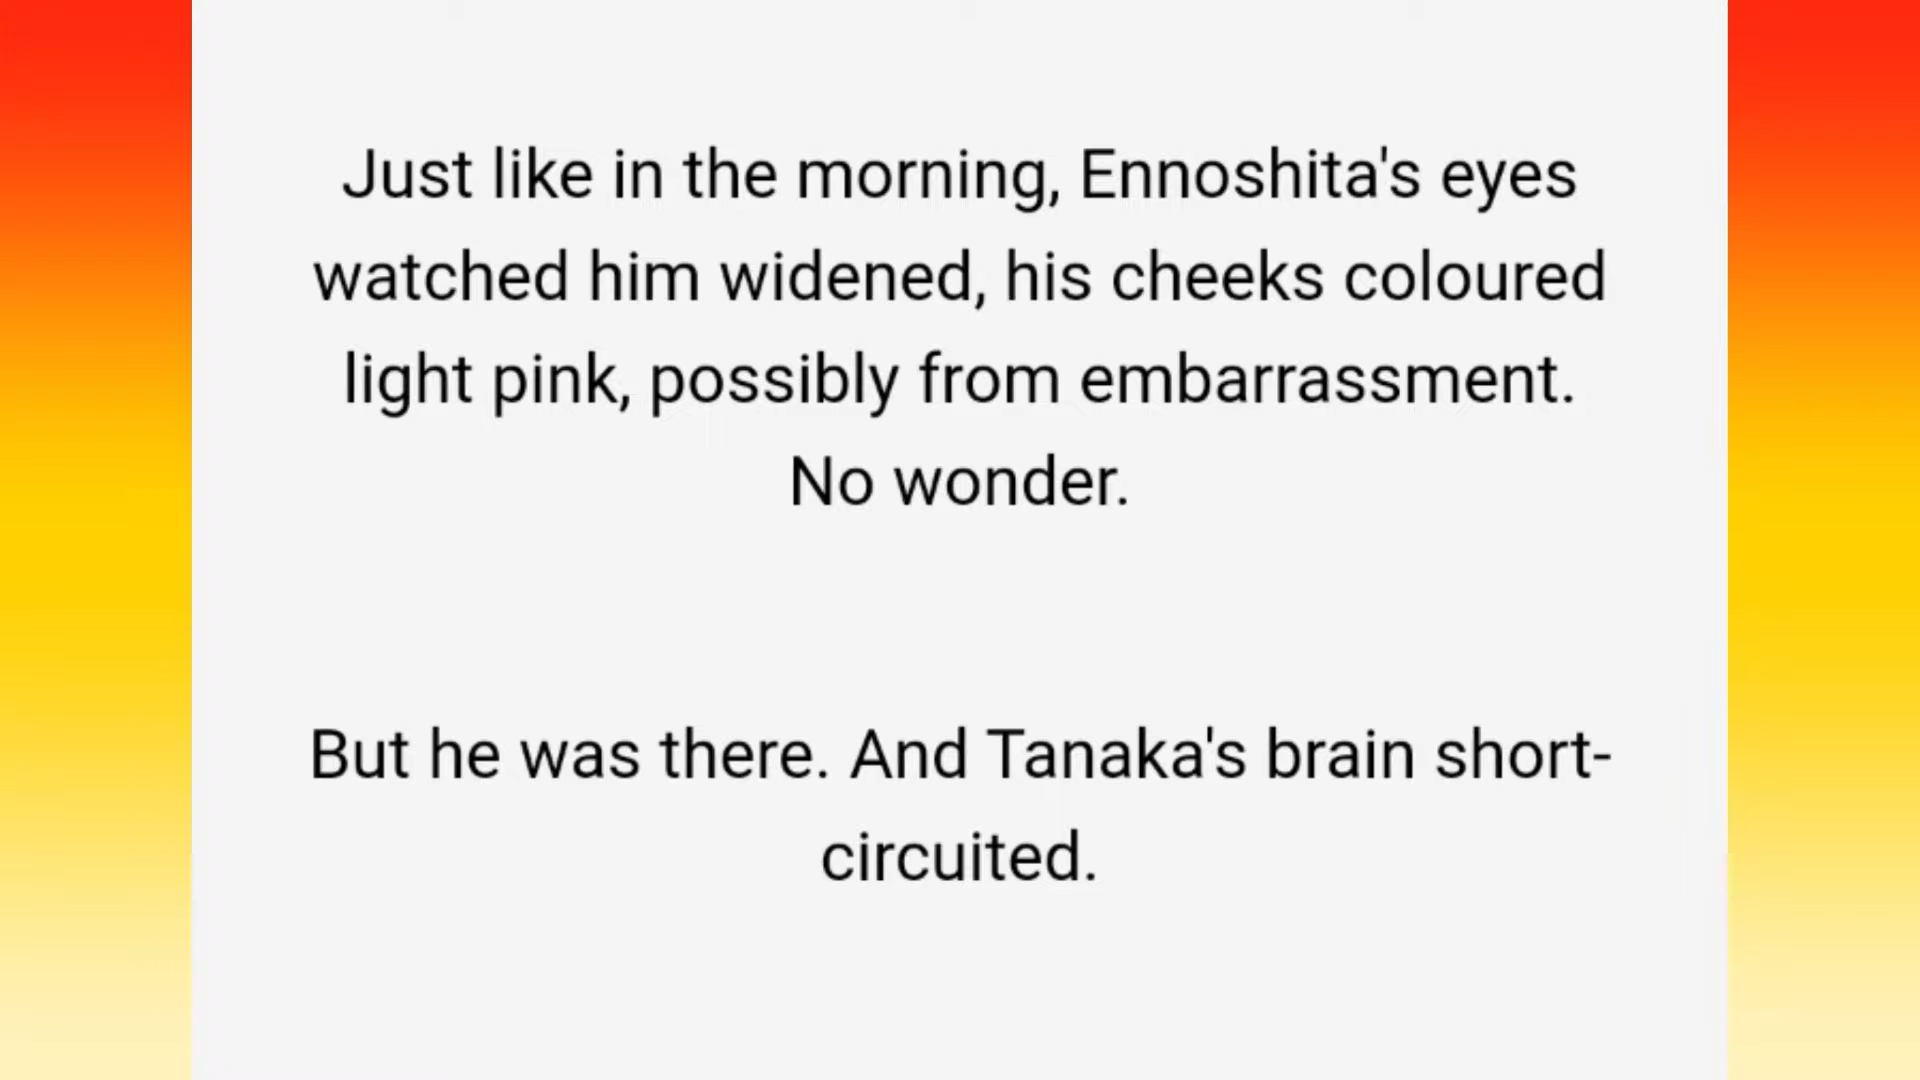 Just like in the morning, Ennoshita's eyes
watched him widened, his cheeks coloured
light pink, possibly from embarrassment.
No wonder.
But he was there. And Tanaka's brain short-
circuited.